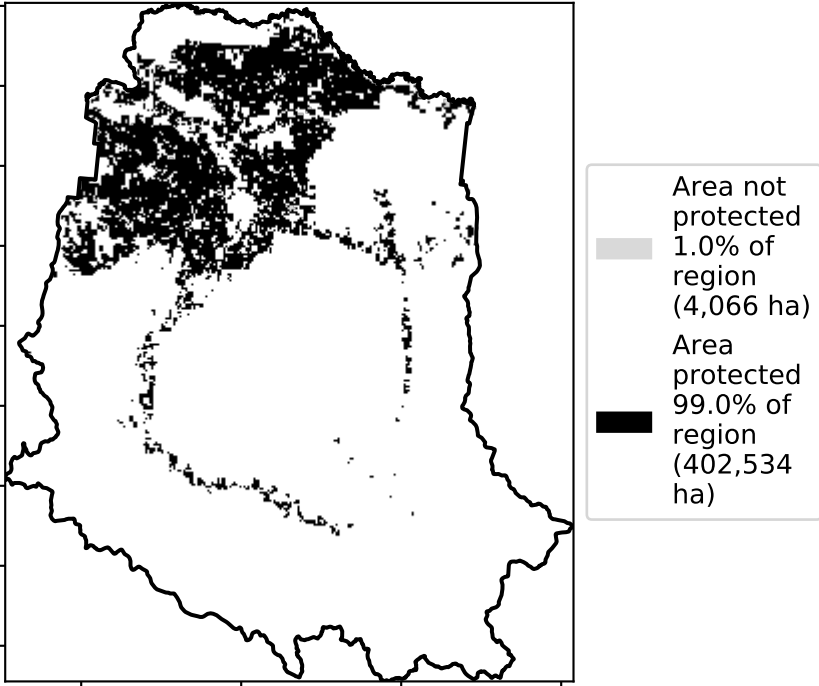 Area not
protected
1.0% of
region
(4,066 ha)
Area
protected
99.0% of
region
(402,534
ha)